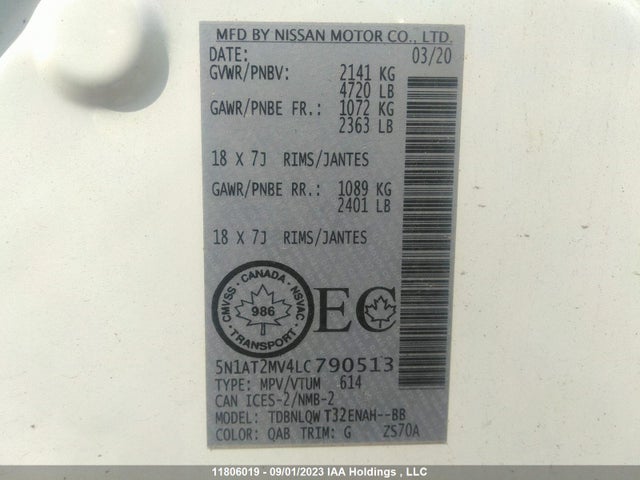 MFD BY NISSAN MOTOR CO., LTD.
DATE: 03/20
GVWR/PNBV: 2141 KG
4720 LB
GAWR/PNBE FR.: 1072 KG
2363 LB
18 X 7J RIMS/JANTES
GAWR/PNBE RR.: 1089 KG
2401 LB
18 X 7J RIMS/JANTES
CMVSS · CANADA · NSVAC
986
TRANSPORT
EC
5N1AT2MV4LC790513
TYPE: MPV/VTUM 614
CAN ICES-2/NMB-2
MODEL: TDBNLQW T32ENAH--BB
COLOR: QAB TRIM: G ZS70A
11806019 - 09/01/2023 IAA Holdings , LLC